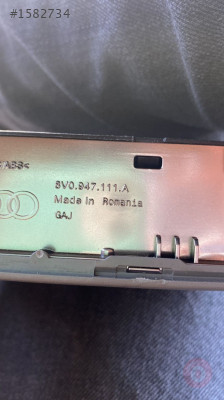 #1582734
>ABS<
8V0.947.111.A
Made in Romania
GAJ